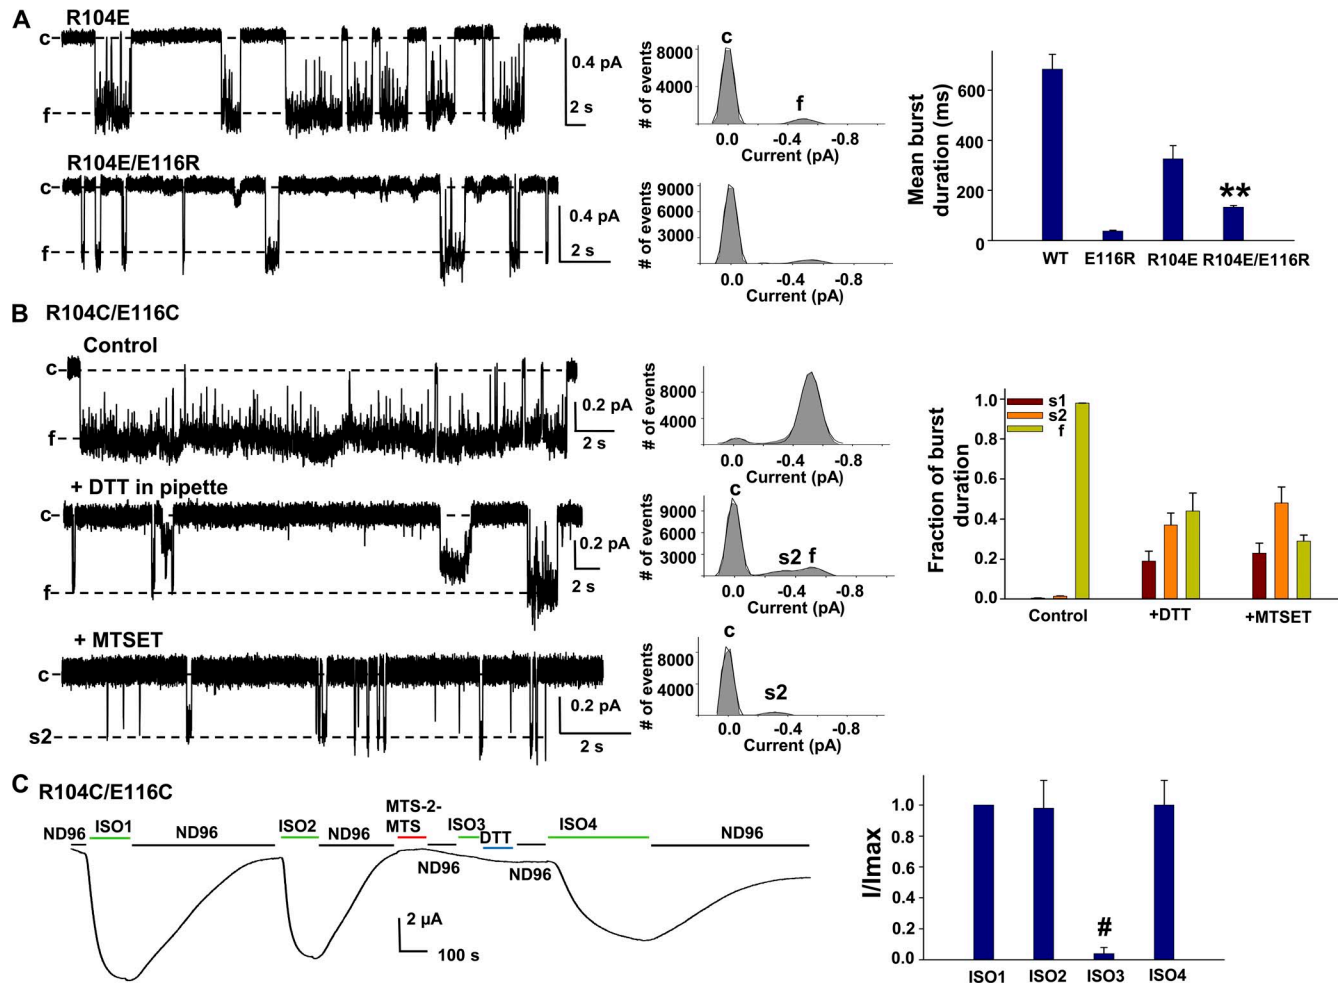 A
R104E
c
f
0.4 pA
2 s
# of events
8000
4000
c
f
0.0 -0.4 -0.8
Current (pA)
R104E/E116R
c
f
0.4 pA
2 s
# of events
9000
6000
3000
0.0 -0.4 -0.8
Current (pA)
Mean burst
duration (ms)
600
400
200
0
**
WT E116R R104E R104E/E116R
B
R104C/E116C
Control
c
f
0.2 pA
2 s
# of events
8000
4000
0.0 -0.4 -0.8
+ DTT in pipette
c
f
0.2 pA
2 s
# of events
9000
6000
3000
c
s2 f
0.0 -0.4 -0.8
+ MTSET
c
s2
0.2 pA
2 s
# of events
8000
4000
c
s2
0.0 -0.4 -0.8
Current (pA)
Fraction of burst
duration
1.0
0.8
0.6
0.4
0.2
0.0
s1
s2
f
Control +DTT +MTSET
C
R104C/E116C
ND96
ISO1
ND96
ISO2
ND96
MTS-2-
MTS
ND96
ISO3
DTT
ND96
ISO4
ND96
2 µA
100 s
I/Imax
1.0
0.8
0.6
0.4
0.2
0.0
#
ISO1 ISO2 ISO3 ISO4